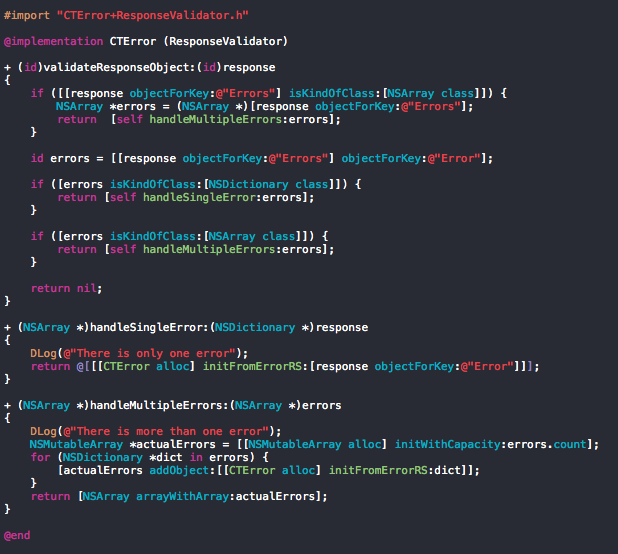 #import "CTError+ResponseValidator.h"

@implementation CTError (ResponseValidator)

+ (id)validateResponseObject:(id)response
{
    if ([[response objectForKey:@"Errors"] isKindOfClass:[NSArray class]]) {
        NSArray *errors = (NSArray *)[response objectForKey:@"Errors"];
        return  [self handleMultipleErrors:errors];
    }

    id errors = [[response objectForKey:@"Errors"] objectForKey:@"Error"];

    if ([errors isKindOfClass:[NSDictionary class]]) {
        return [self handleSingleError:errors];
    }

    if ([errors isKindOfClass:[NSArray class]]) {
        return [self handleMultipleErrors:errors];
    }

    return nil;
}

+ (NSArray *)handleSingleError:(NSDictionary *)response
{
    DLog(@"There is only one error");
    return @[[[CTError alloc] initFromErrorRS:[response objectForKey:@"Error"]]];
}

+ (NSArray *)handleMultipleErrors:(NSArray *)errors
{
    DLog(@"There is more than one error");
    NSMutableArray *actualErrors = [[NSMutableArray alloc] initWithCapacity:errors.count];
    for (NSDictionary *dict in errors) {
        [actualErrors addObject:[[CTError alloc] initFromErrorRS:dict]];
    }
    return [NSArray arrayWithArray:actualErrors];
}

@end